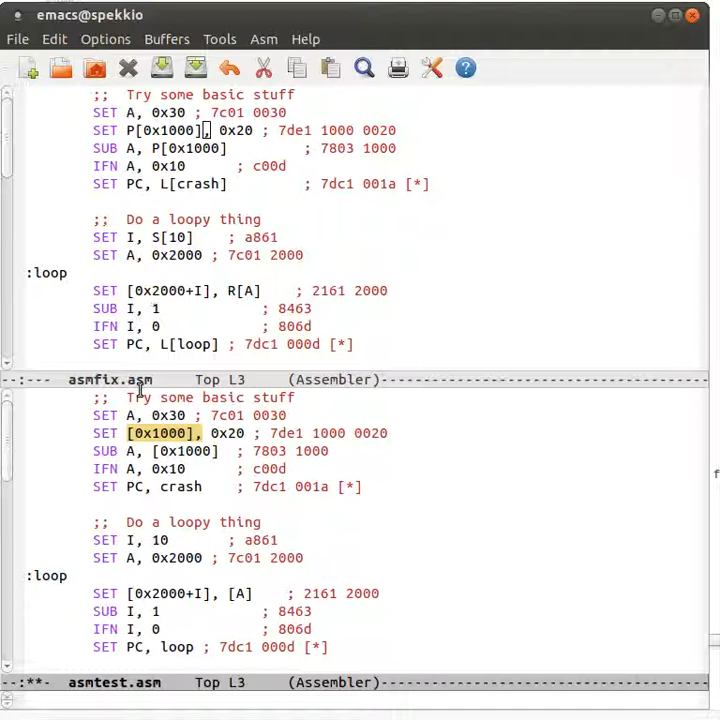 emacs@spekkio
File Edit Options Buffers Tools Asm Help
;; Try some basic stuff
SET A, 0x30 ; 7c01 0030
SET P[0x1000], 0x20 ; 7de1 1000 0020
SUB A, P[0x1000] ; 7803 1000
IFN A, 0x10 ; c00d
SET PC, L[crash] ; 7dc1 001a [*]
;; Do a loopy thing
SET I, S[10] ; a861
SET A, 0x2000 ; 7c01 2000
:loop
SET [0x2000+I], R[A] ; 2161 2000
SUB I, 1 ; 8463
IFN I, 0 ; 806d
SET PC, L[loop] ; 7dc1 000d [*]
--:--- asmfix.asm Top L3 (Assembler)---------------------------------------
;; Try some basic stuff
SET A, 0x30 ; 7c01 0030
SET [0x1000], 0x20 ; 7de1 1000 0020
SUB A, [0x1000] ; 7803 1000
IFN A, 0x10 ; c00d
SET PC, crash ; 7dc1 001a [*]
;; Do a loopy thing
SET I, 10 ; a861
SET A, 0x2000 ; 7c01 2000
:loop
SET [0x2000+I], [A] ; 2161 2000
SUB I, 1 ; 8463
IFN I, 0 ; 806d
SET PC, loop ; 7dc1 000d [*]
--:**- asmtest.asm Top L3 (Assembler)---------------------------------------